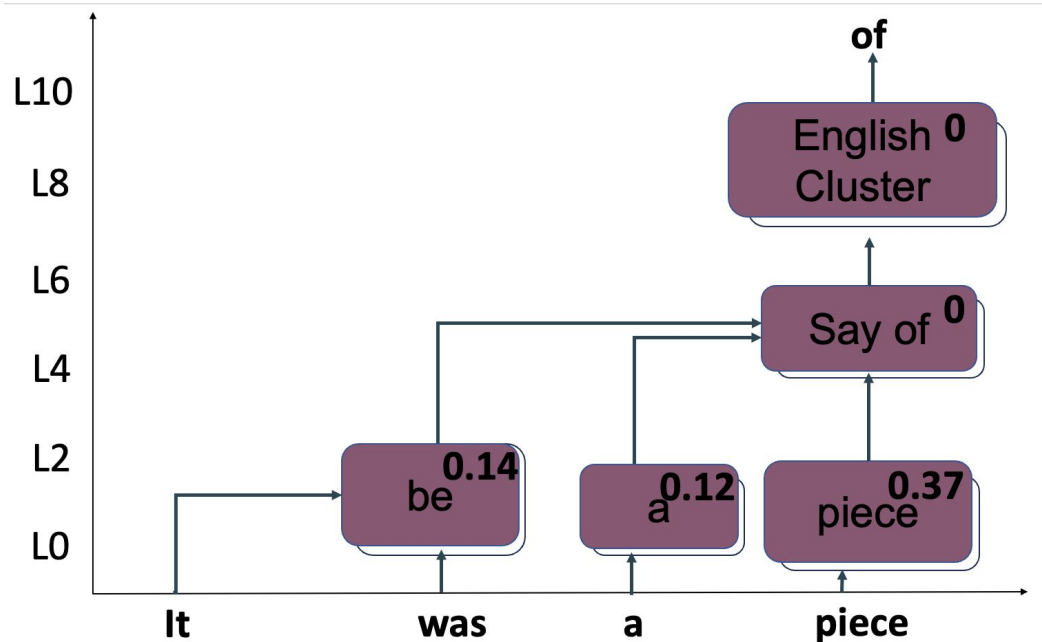 of
L10
English 0
Cluster
L8
L6
Say of 0
L4
L2
be 0.14
a 0.12
piece 0.37
L0
It was a piece